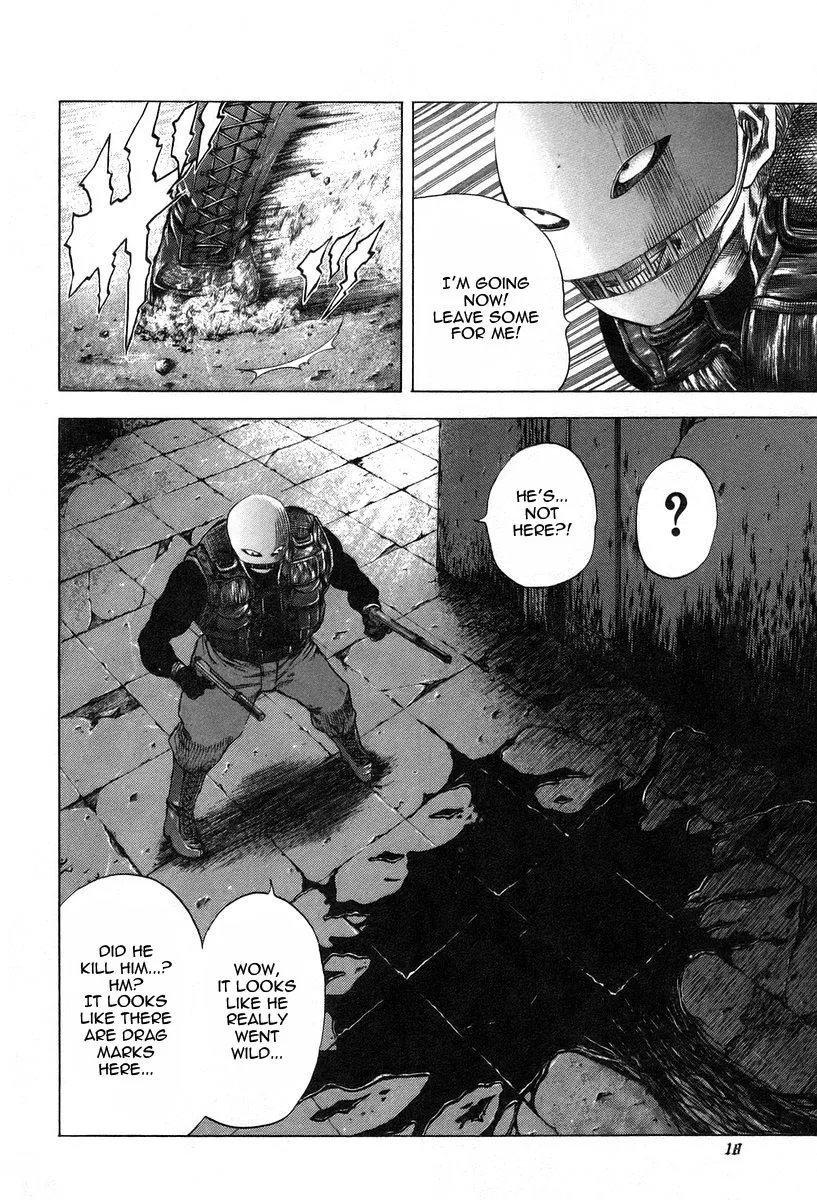 I'M GOING
NOW!
LEAVE SOME
FOR ME!
?
HE'S...
NOT
HERE?!
WOW,
IT LOOKS
LIKE HE
REALLY
WENT
WILD...
DID HE
KILL HIM...?
HM?
IT LOOKS
LIKE THERE
ARE DRAG
MARKS
HERE...